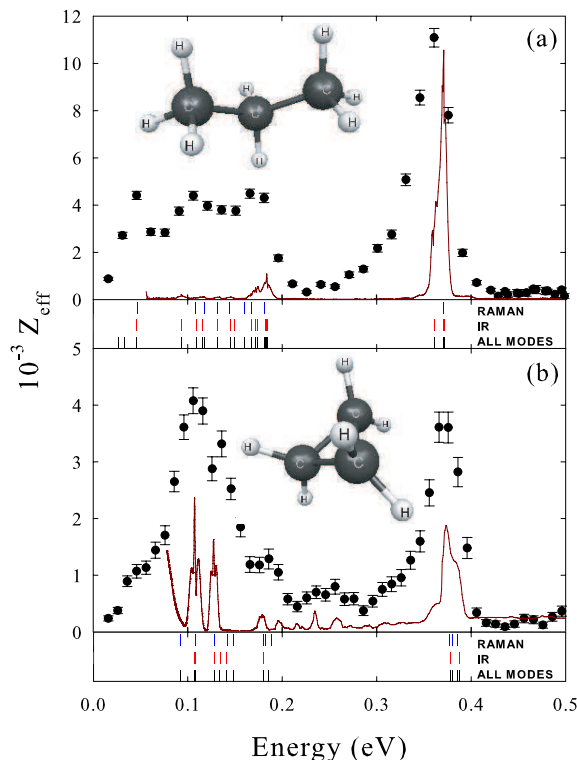 12
10
8
6
4
2
0
(a)
H
H
H
H
H
H
H
H
C
C
C
RAMAN
IR
ALL MODES
10⁻³ Z_eff
5
4
3
2
1
0
(b)
H
H
H
H
H
H
C
C
C
RAMAN
IR
ALL MODES
0.0 0.1 0.2 0.3 0.4 0.5
Energy (eV)